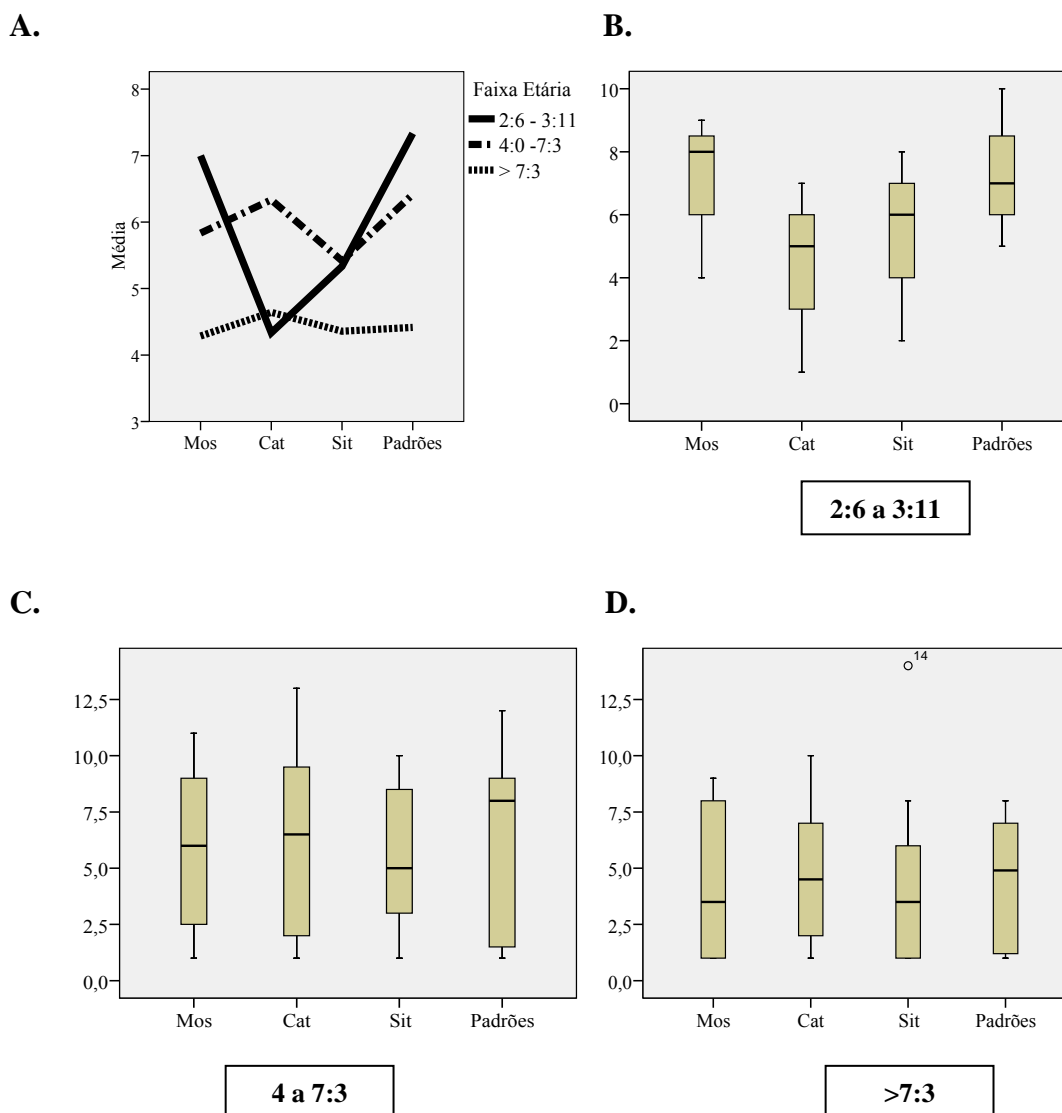 A.
8
7
6
5
4
3
Média
Mos Cat Sit Padrões
Faixa Etária
2:6 - 3:11
4:0 -7:3
> 7:3
B.
10
8
6
4
2
0
Mos Cat Sit Padrões
2:6 a 3:11
C.
12,5
10,0
7,5
5,0
2,5
0,0
Mos Cat Sit Padrões
4 a 7:3
D.
14
12,5
10,0
7,5
5,0
2,5
0,0
Mos Cat Sit Padrões
>7:3